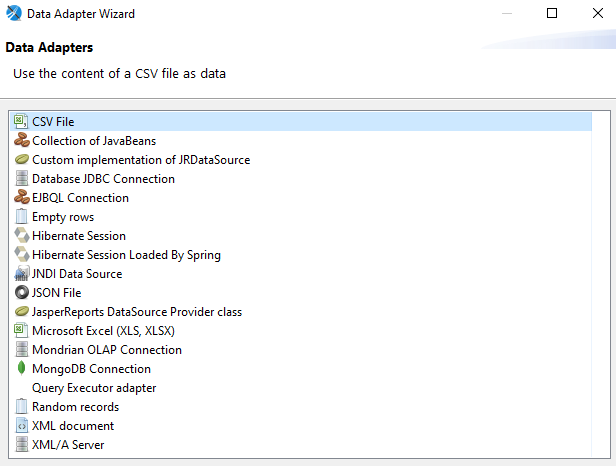 Data Adapter Wizard
Data Adapters
Use the content of a CSV file as data
CSV File
Collection of JavaBeans
Custom implementation of JRDataSource
Database JDBC Connection
EJBQL Connection
Empty rows
Hibernate Session
Hibernate Session Loaded By Spring
JNDI Data Source
JSON File
JasperReports DataSource Provider class
Microsoft Excel (XLS, XLSX)
Mondrian OLAP Connection
MongoDB Connection
Query Executor adapter
Random records
XML document
XML/A Server